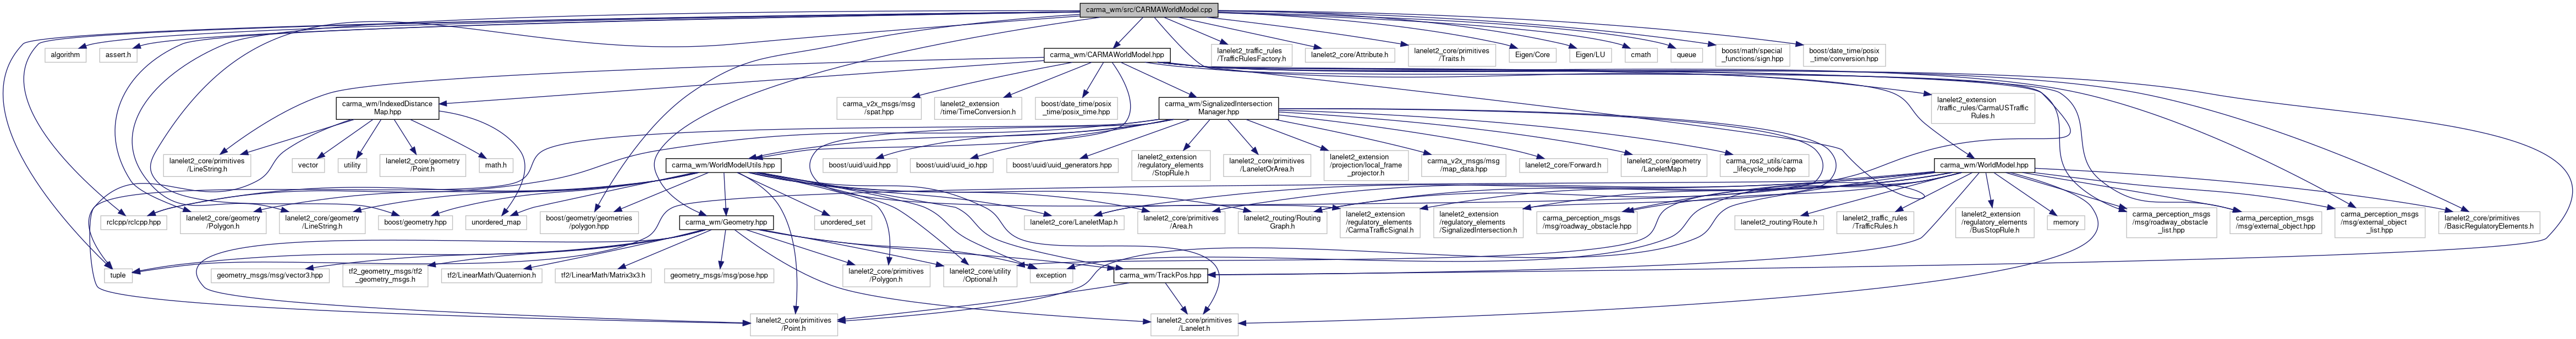 carma_wm/src/CARMAWorldModel.cpp
algorithm
assert.h
carma_wm/CARMAWorldModel.hpp
lanelet2_traffic_rules
/TrafficRulesFactory.h
lanelet2_core/Attribute.h
lanelet2_core/primitives
/Traits.h
Eigen/Core
Eigen/LU
cmath
queue
boost/math/special
_functions/sign.hpp
boost/date_time/posix
_time/conversion.hpp
carma_wm/IndexedDistance
Map.hpp
carma_v2x_msgs/msg
/spat.hpp
lanelet2_extension
/time/TimeConversion.h
boost/date_time/posix
_time/posix_time.hpp
carma_wm/SignalizedIntersection
Manager.hpp
lanelet2_extension
/traffic_rules/CarmaUSTraffic
Rules.h
lanelet2_core/primitives
/LineString.h
vector
utility
lanelet2_core/geometry
/Point.h
math.h
carma_wm/WorldModelUtils.hpp
boost/uuid/uuid.hpp
boost/uuid/uuid_io.hpp
boost/uuid/uuid_generators.hpp
lanelet2_extension
/regulatory_elements
/StopRule.h
lanelet2_core/primitives
/LaneletOrArea.h
lanelet2_extension
/projection/local_frame
_projector.h
carma_v2x_msgs/msg
/map_data.hpp
lanelet2_core/Forward.h
lanelet2_core/geometry
/LaneletMap.h
carma_ros2_utils/carma
_lifecycle_node.hpp
carma_wm/WorldModel.hpp
rclcpp/rclcpp.hpp
lanelet2_core/geometry
/Polygon.h
lanelet2_core/geometry
/LineString.h
boost/geometry.hpp
unordered_map
boost/geometry/geometries
/polygon.hpp
carma_wm/Geometry.hpp
unordered_set
lanelet2_core/LaneletMap.h
lanelet2_core/primitives
/Area.h
lanelet2_routing/Routing
Graph.h
lanelet2_extension
/regulatory_elements
/CarmaTrafficSignal.h
lanelet2_extension
/regulatory_elements
/SignalizedIntersection.h
carma_perception_msgs
/msg/roadway_obstacle.hpp
lanelet2_routing/Route.h
lanelet2_traffic_rules
/TrafficRules.h
lanelet2_extension
/regulatory_elements
/BusStopRule.h
memory
carma_perception_msgs
/msg/roadway_obstacle
_list.hpp
carma_perception_msgs
/msg/external_object.hpp
carma_perception_msgs
/msg/external_object
_list.hpp
lanelet2_core/primitives
/BasicRegulatoryElements.h
tuple
geometry_msgs/msg/vector3.hpp
tf2_geometry_msgs/tf2
_geometry_msgs.h
tf2/LinearMath/Quaternion.h
tf2/LinearMath/Matrix3x3.h
geometry_msgs/msg/pose.hpp
lanelet2_core/primitives
/Polygon.h
lanelet2_core/utility
/Optional.h
exception
carma_wm/TrackPos.hpp
lanelet2_core/primitives
/Point.h
lanelet2_core/primitives
/Lanelet.h